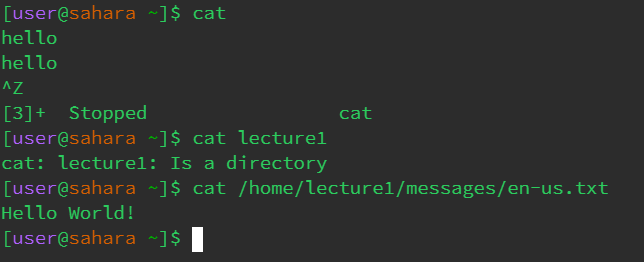 [user@sahara ~]$ cat
hello
hello
^Z
[3]+  Stopped                 cat
[user@sahara ~]$ cat lecture1
cat: lecture1: Is a directory
[user@sahara ~]$ cat /home/lecture1/messages/en-us.txt
Hello World!
[user@sahara ~]$